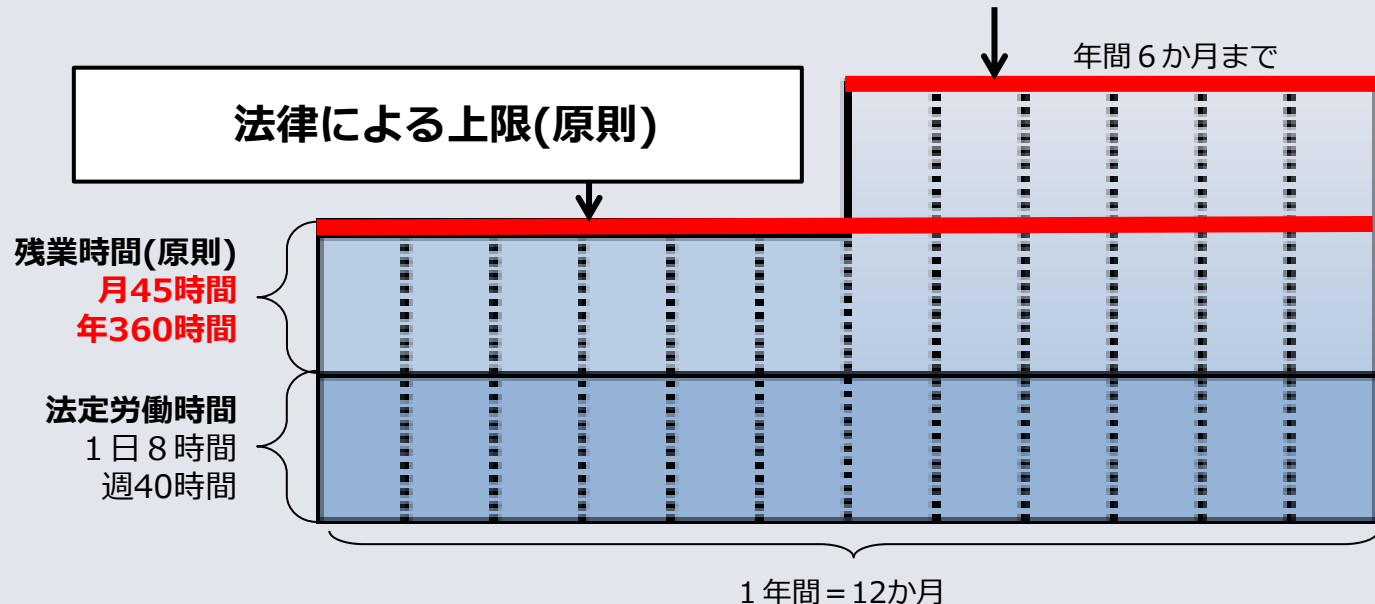 年間６か月まで
法律による上限(原則)
残業時間(原則)
月45時間
年360時間
法定労働時間
１日８時間
週40時間
１年間＝12か月